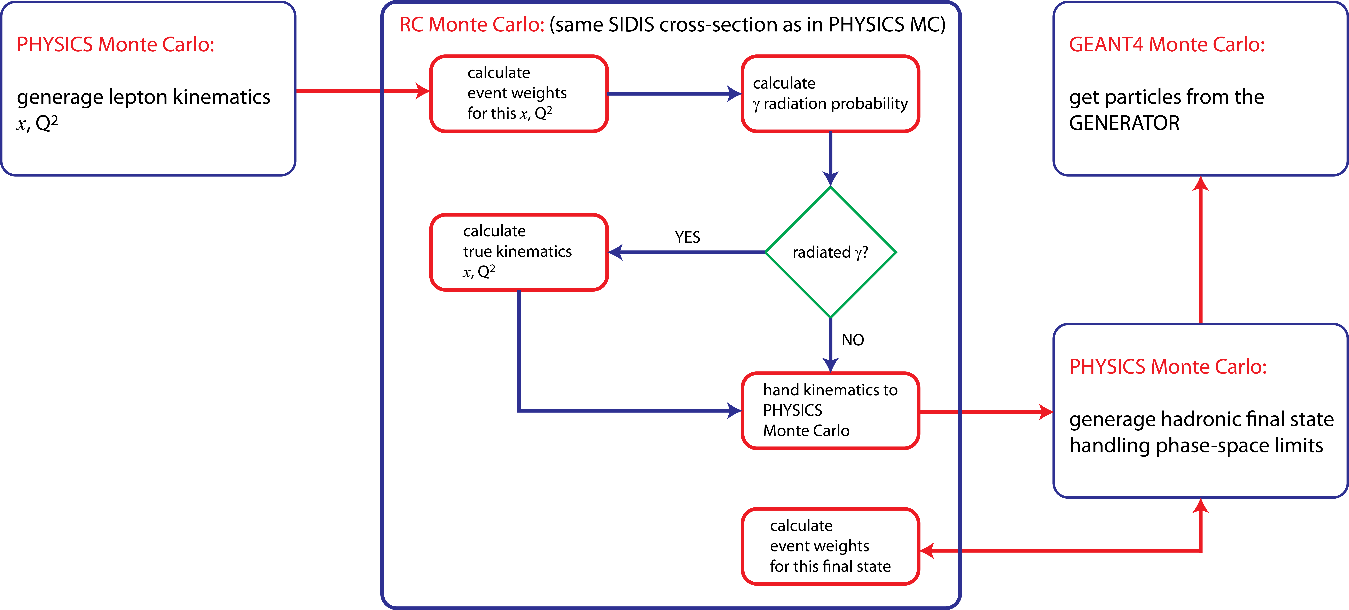 PHYSICS Monte Carlo:
generage lepton kinematics
x, Q²
RC Monte Carlo: (same SIDIS cross-section as in PHYSICS MC)
calculate
event weights
for this x, Q²
calculate
γ radiation probability
radiated γ?
YES
calculate
true kinematics
x, Q²
NO
hand kinematics to
PHYSICS
Monte Carlo
calculate
event weights
for this final state
GEANT4 Monte Carlo:
get particles from the
GENERATOR
PHYSICS Monte Carlo:
generage hadronic final state
handling phase-space limits